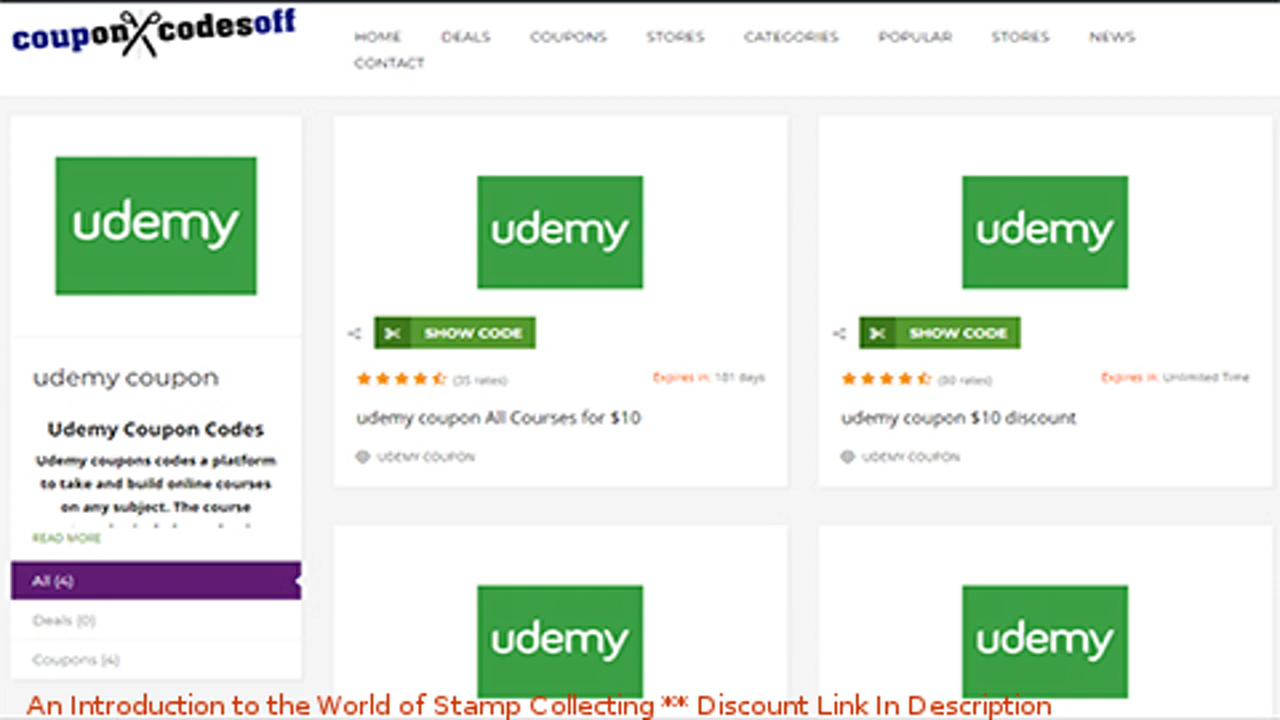 couponXcodesoff
HOME DEALS COUPONS STORES CATEGORIES POPULAR STORES NEWS
CONTACT
udemy
udemy coupon
Udemy Coupon Codes
Udemy coupons codes a platform
to take and build online courses
on any subject. The course
READ MORE
All (4)
Deals (0)
Coupons (4)
udemy
SHOW CODE
(35 rates)
Expires in: 181 days
udemy coupon All Courses for $10
UDEMY COUPON
udemy
SHOW CODE
(80 rates)
Expires in: Unlimited Time
udemy coupon $10 discount
UDEMY COUPON
udemy
udemy
An Introduction to the World of Stamp Collecting ** Discount Link In Description